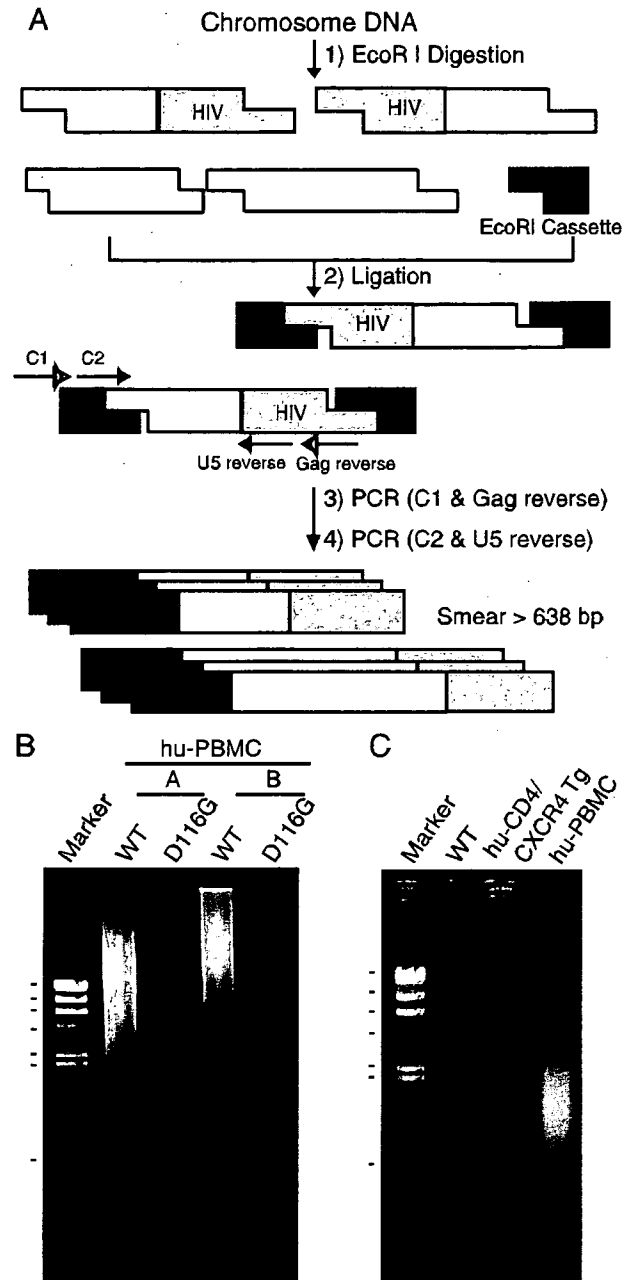 A
Chromosome DNA
1) EcoR I Digestion
HIV
HIV
EcoRI Cassette
2) Ligation
HIV
C1
C2
HIV
U5 reverse
Gag reverse
3) PCR (C1 & Gag reverse)
4) PCR (C2 & U5 reverse)
Smear > 638 bp
B
hu-PBMC
A
B
Marker
WT
D116G
WT
D116G
C
Marker
WT
hu-CD4/
CXCR4 Tg
hu-PBMC